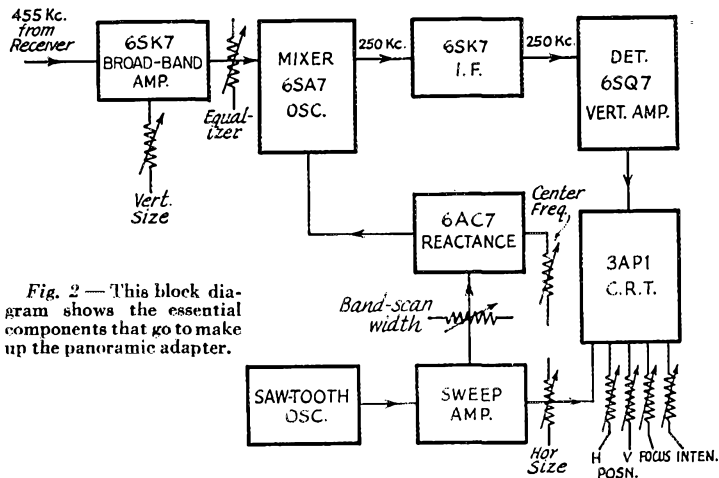 455 Kc.
from
Receiver
6SK7
BROAD-BAND
AMP.
Equal-
izer
Vert.
Size
MIXER
6SA7
OSC.
250 Kc.
6SK7
I.F.
250 Kc.
DET.
6SQ7
VERT. AMP.
6AC7
REACTANCE
Center
Freq,
3AP1
C.R.T.
Band-scan
width
Fig. 2 — This block dia-
gram shows the essential
components that go to make
up the panoramic adapter.
SAW-TOOTH
OSC.
SWEEP
AMP.
Hor
Size
H V FOCUS INTEN.
POSN.